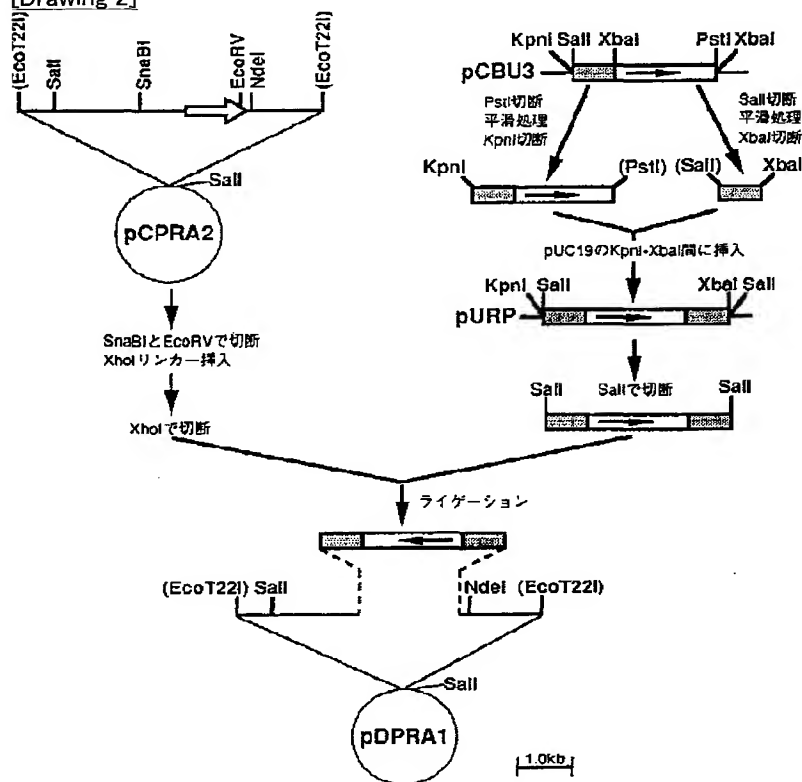 [Drawing 2]
(EcoT22I)
SalI
SnaBI
EcoRV
NdeI
(EcoT22I)
SalI
pCPRA2
SnaBIとEcoRVで切断
XhoIリンカー挿入
XhoIで切断
KpnI SalI XbaI PstI XbaI
pCBU3
PstI切断
平滑処理
KpnI切断
SalI切断
平滑処理
XbaI切断
KpnI (PstI) (SalI) XbaI
pUC19のKpnI・XbaI間に挿入
KpnI SalI XbaI SalI
pURP
SalI SalIで切断 SalI
ライゲーション
(EcoT22I) SalI NdeI (EcoT22I)
SalI
pDPRA1
1.0kb